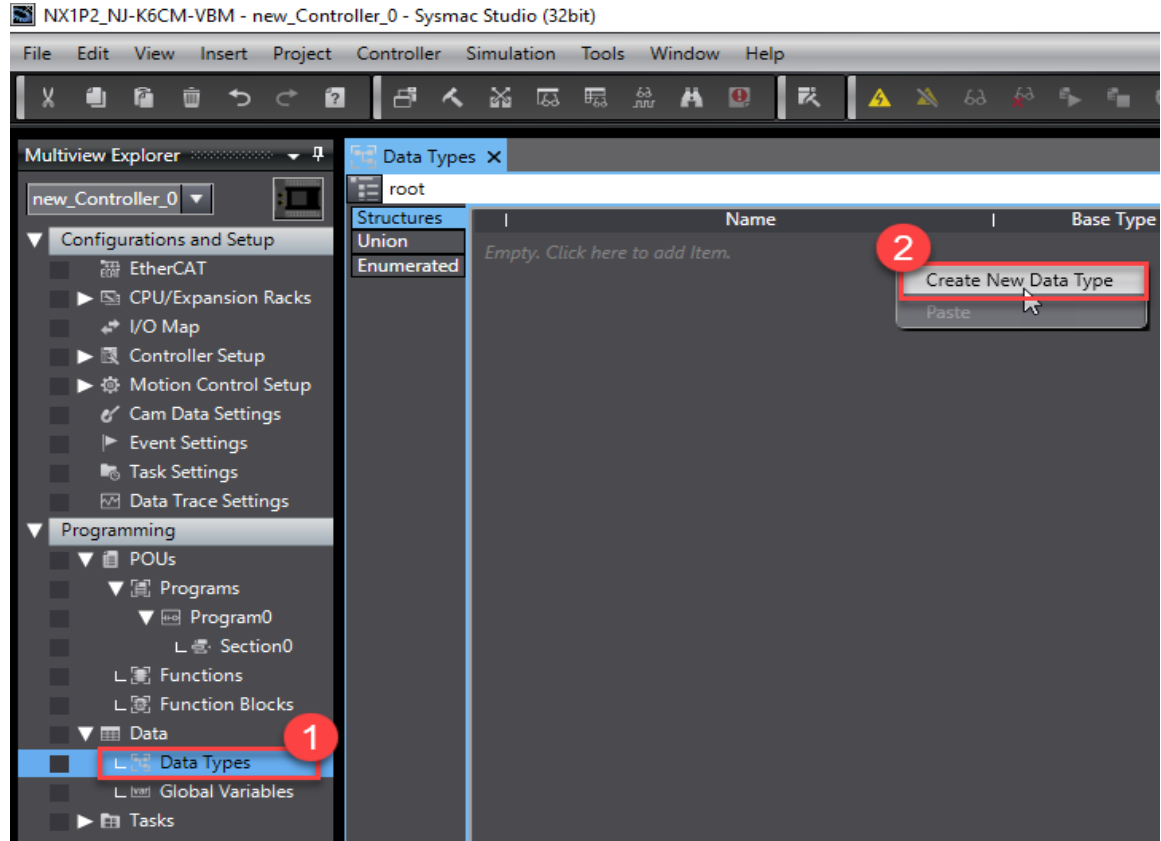 NX1P2_NJ-K6CM-VBM - new_Controller_0 - Sysmac Studio (32bit)
File Edit View Insert Project Controller Simulation Tools Window Help
Multiview Explorer
new_Controller_0
Configurations and Setup
EtherCAT
CPU/Expansion Racks
I/O Map
Controller Setup
Motion Control Setup
Cam Data Settings
Event Settings
Task Settings
Data Trace Settings
Programming
POUs
Programs
Program0
Section0
Functions
Function Blocks
Data
1
Data Types
Global Variables
Tasks
Data Types
root
Structures
Union
Enumerated
Name Base Type
Empty. Click here to add Item.
2
Create New Data Type
Paste